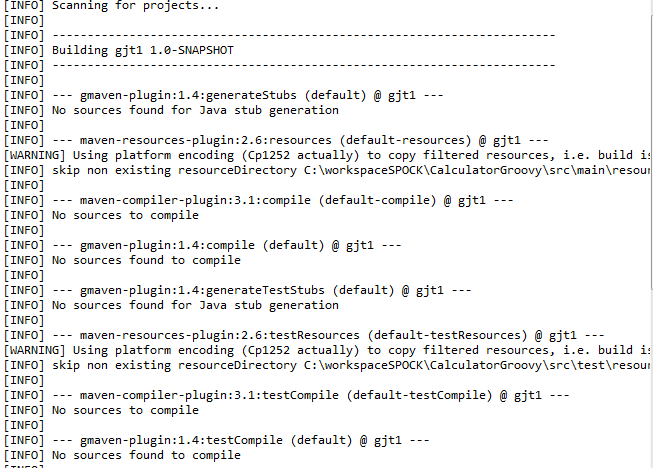 [INFO] Scanning for projects...
[INFO]
[INFO] ------------------------------------------------------------------------
[INFO] Building gjt1 1.0-SNAPSHOT
[INFO] ------------------------------------------------------------------------
[INFO]
[INFO] --- gmaven-plugin:1.4:generateStubs (default) @ gjt1 ---
[INFO] No sources found for Java stub generation
[INFO]
[INFO] --- maven-resources-plugin:2.6:resources (default-resources) @ gjt1 ---
[WARNING] Using platform encoding (Cp1252 actually) to copy filtered resources, i.e. build is
[INFO] skip non existing resourceDirectory C:\workspaceSPOCK\CalculatorGroovy\src\main\resou
[INFO]
[INFO] --- maven-compiler-plugin:3.1:compile (default-compile) @ gjt1 ---
[INFO] No sources to compile
[INFO]
[INFO] --- gmaven-plugin:1.4:compile (default) @ gjt1 ---
[INFO] No sources found to compile
[INFO]
[INFO] --- gmaven-plugin:1.4:generateTestStubs (default) @ gjt1 ---
[INFO] No sources found for Java stub generation
[INFO]
[INFO] --- maven-resources-plugin:2.6:testResources (default-testResources) @ gjt1 ---
[WARNING] Using platform encoding (Cp1252 actually) to copy filtered resources, i.e. build is
[INFO] skip non existing resourceDirectory C:\workspaceSPOCK\CalculatorGroovy\src\test\resou
[INFO]
[INFO] --- maven-compiler-plugin:3.1:testCompile (default-testCompile) @ gjt1 ---
[INFO] No sources to compile
[INFO]
[INFO] --- gmaven-plugin:1.4:testCompile (default) @ gjt1 ---
[INFO] No sources found to compile